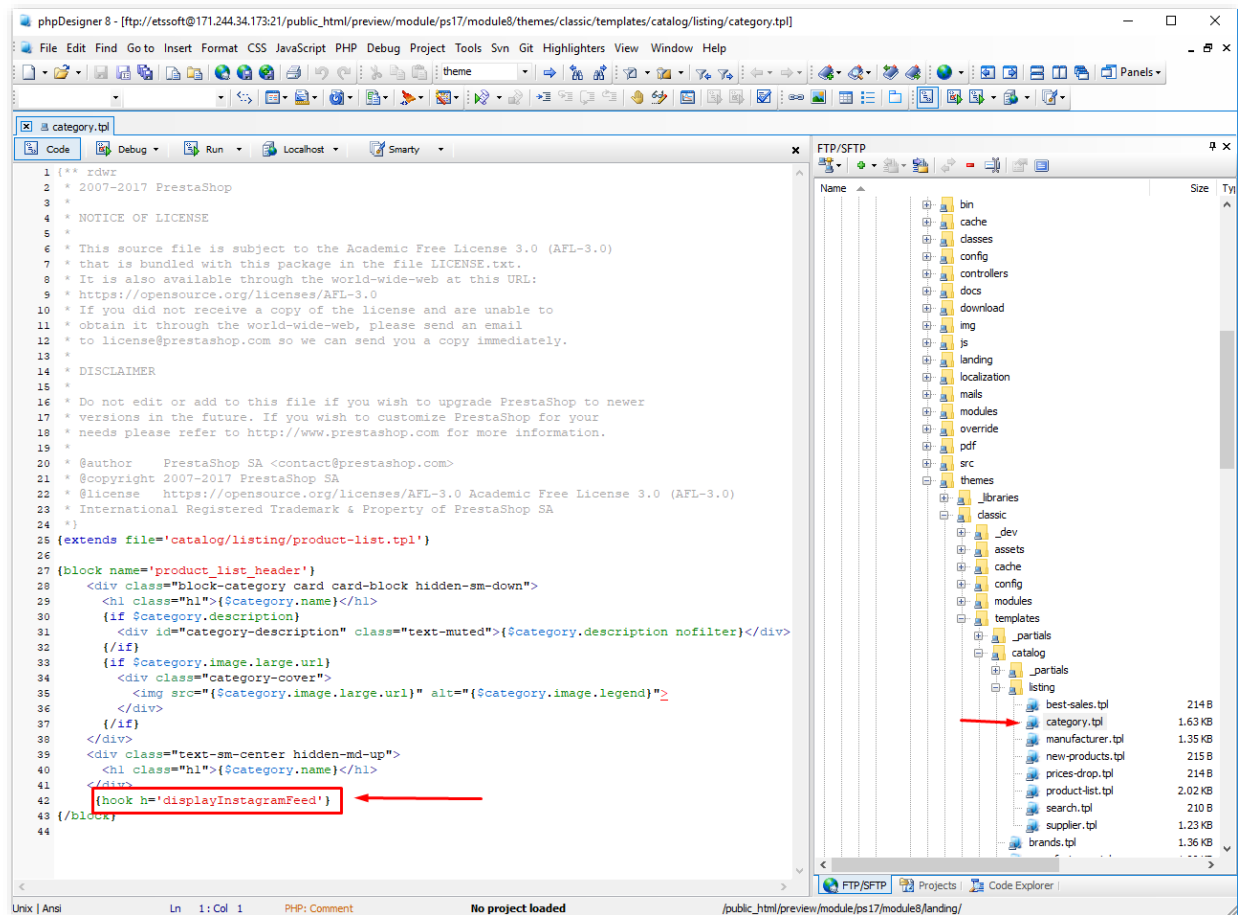 phpDesigner 8 - [ftp://etssoft@171.244.34.173:21/public_html/preview/module/ps17/module8/themes/classic/templates/catalog/listing/category.tpl]
File Edit Find Go to Insert Format CSS JavaScript PHP Debug Project Tools Svn Git Highlighters View Window Help
theme
Panels
category.tpl
Code Debug Run Localhost Smarty
1 {** rdwr
2 * 2007-2017 PrestaShop
3 *
4 * NOTICE OF LICENSE
5 *
6 * This source file is subject to the Academic Free License 3.0 (AFL-3.0)
7 * that is bundled with this package in the file LICENSE.txt.
8 * It is also available through the world-wide-web at this URL:
9 * https://opensource.org/licenses/AFL-3.0
10 * If you did not receive a copy of the license and are unable to
11 * obtain it through the world-wide-web, please send an email
12 * to license@prestashop.com so we can send you a copy immediately.
13 *
14 * DISCLAIMER
15 *
16 * Do not edit or add to this file if you wish to upgrade PrestaShop to newer
17 * versions in the future. If you wish to customize PrestaShop for your
18 * needs please refer to http://www.prestashop.com for more information.
19 *
20 * @author PrestaShop SA <contact@prestashop.com>
21 * @copyright 2007-2017 PrestaShop SA
22 * @license https://opensource.org/licenses/AFL-3.0 Academic Free License 3.0 (AFL-3.0)
23 * International Registered Trademark & Property of PrestaShop SA
24 *}
25 {extends file='catalog/listing/product-list.tpl'}
26
27 {block name='product_list_header'}
28 <div class="block-category card card-block hidden-sm-down">
29 <h1 class="h1">{$category.name}</h1>
30 {if $category.description}
31 <div id="category-description" class="text-muted">{$category.description nofilter}</div>
32 {/if}
33 {if $category.image.large.url}
34 <div class="category-cover">
35 <img src="{$category.image.large.url}" alt="{$category.image.legend}">
36 </div>
37 {/if}
38 </div>
39 <div class="text-sm-center hidden-md-up">
40 <h1 class="h1">{$category.name}</h1>
41 </div>
42 {hook h='displayInstagramFeed'}
43 {/block}
44
FTP/SFTP
Name Size Typ
bin
cache
classes
config
controllers
docs
download
img
js
landing
localization
mails
modules
override
pdf
src
themes
_libraries
classic
_dev
assets
cache
config
modules
templates
_partials
catalog
_partials
listing
best-sales.tpl 214 B
category.tpl 1.63 KB
manufacturer.tpl 1.35 KB
new-products.tpl 215 B
prices-drop.tpl 214 B
product-list.tpl 2.02 KB
search.tpl 210 B
supplier.tpl 1.23 KB
brands.tpl 1.36 KB
FTP/SFTP Projects Code Explorer
Unix | Ansi Ln 1 : Col 1 PHP: Comment No project loaded /public_html/preview/module/ps17/module8/landing/